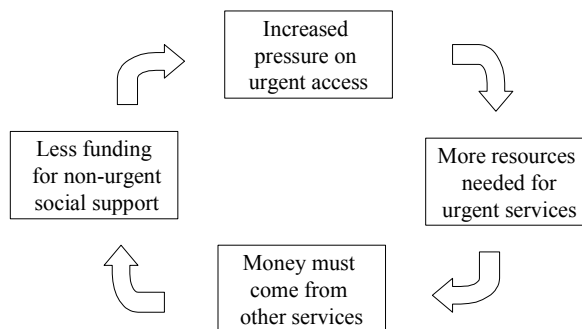 Increased
pressure on
urgent access
More resources
needed for
urgent services
Money must
come from
other services
Less funding
for non-urgent
social support